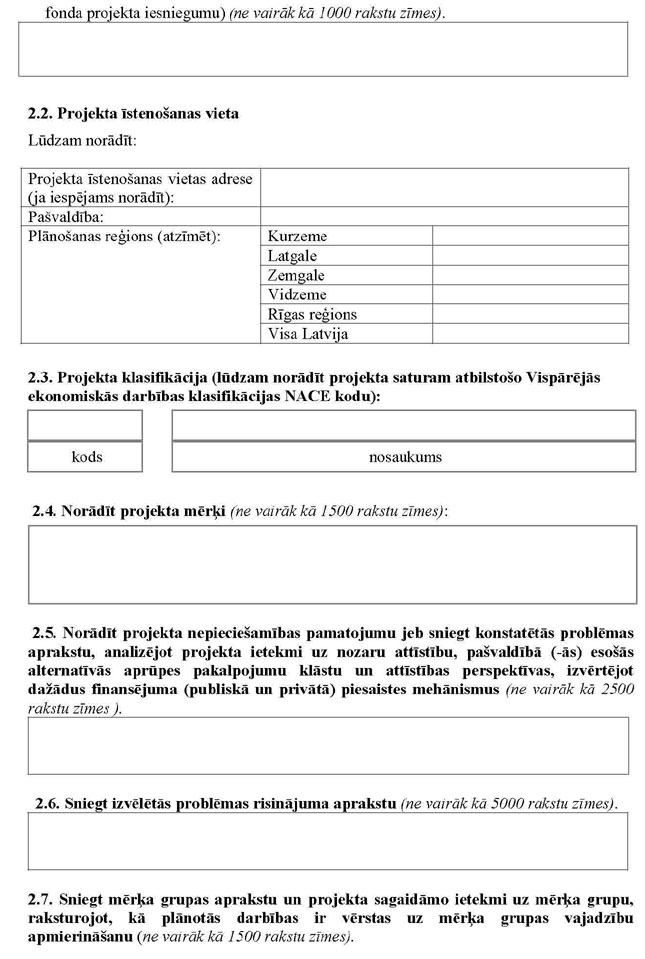 fonda projekta iesniegumu) (ne vairāk kā 1000 rakstu zīmes).
2.2. Projekta īstenošanas vieta
Lūdzam norādīt:
Projekta īstenošanas vietas adrese
(ja iespējams norādīt):
Pašvaldība:
Plānošanas reģions (atzīmēt):
Kurzeme
Latgale
Zemgale
Vidzeme
Rīgas reģions
Visa Latvija
2.3. Projekta klasifikācija (lūdzam norādīt projekta saturam atbilstošo Vispārējās
ekonomiskās darbības klasifikācijas NACE kodu):
kods
nosaukums
2.4. Norādīt projekta mērķi (ne vairāk kā 1500 rakstu zīmes):
2.5. Norādīt projekta nepieciešamības pamatojumu jeb sniegt konstatētās problēmas
aprakstu, analizējot projekta ietekmi uz nozaru attīstību, pašvaldībā (-ās) esošās
alternatīvās aprūpes pakalpojumu klāstu un attīstības perspektīvas, izvērtējot
dažādus finansējuma (publiskā un privātā) piesaistes mehānismus (ne vairāk kā 2500
rakstu zīmes ).
2.6. Sniegt izvēlētās problēmas risinājuma aprakstu (ne vairāk kā 5000 rakstu zīmes).
2.7. Sniegt mērķa grupas aprakstu un projekta sagaidāmo ietekmi uz mērķa grupu,
raksturojot, kā plānotās darbības ir vērstas uz mērķa grupas vajadzību
apmierināšanu (ne vairāk kā 1500 rakstu zīmes).